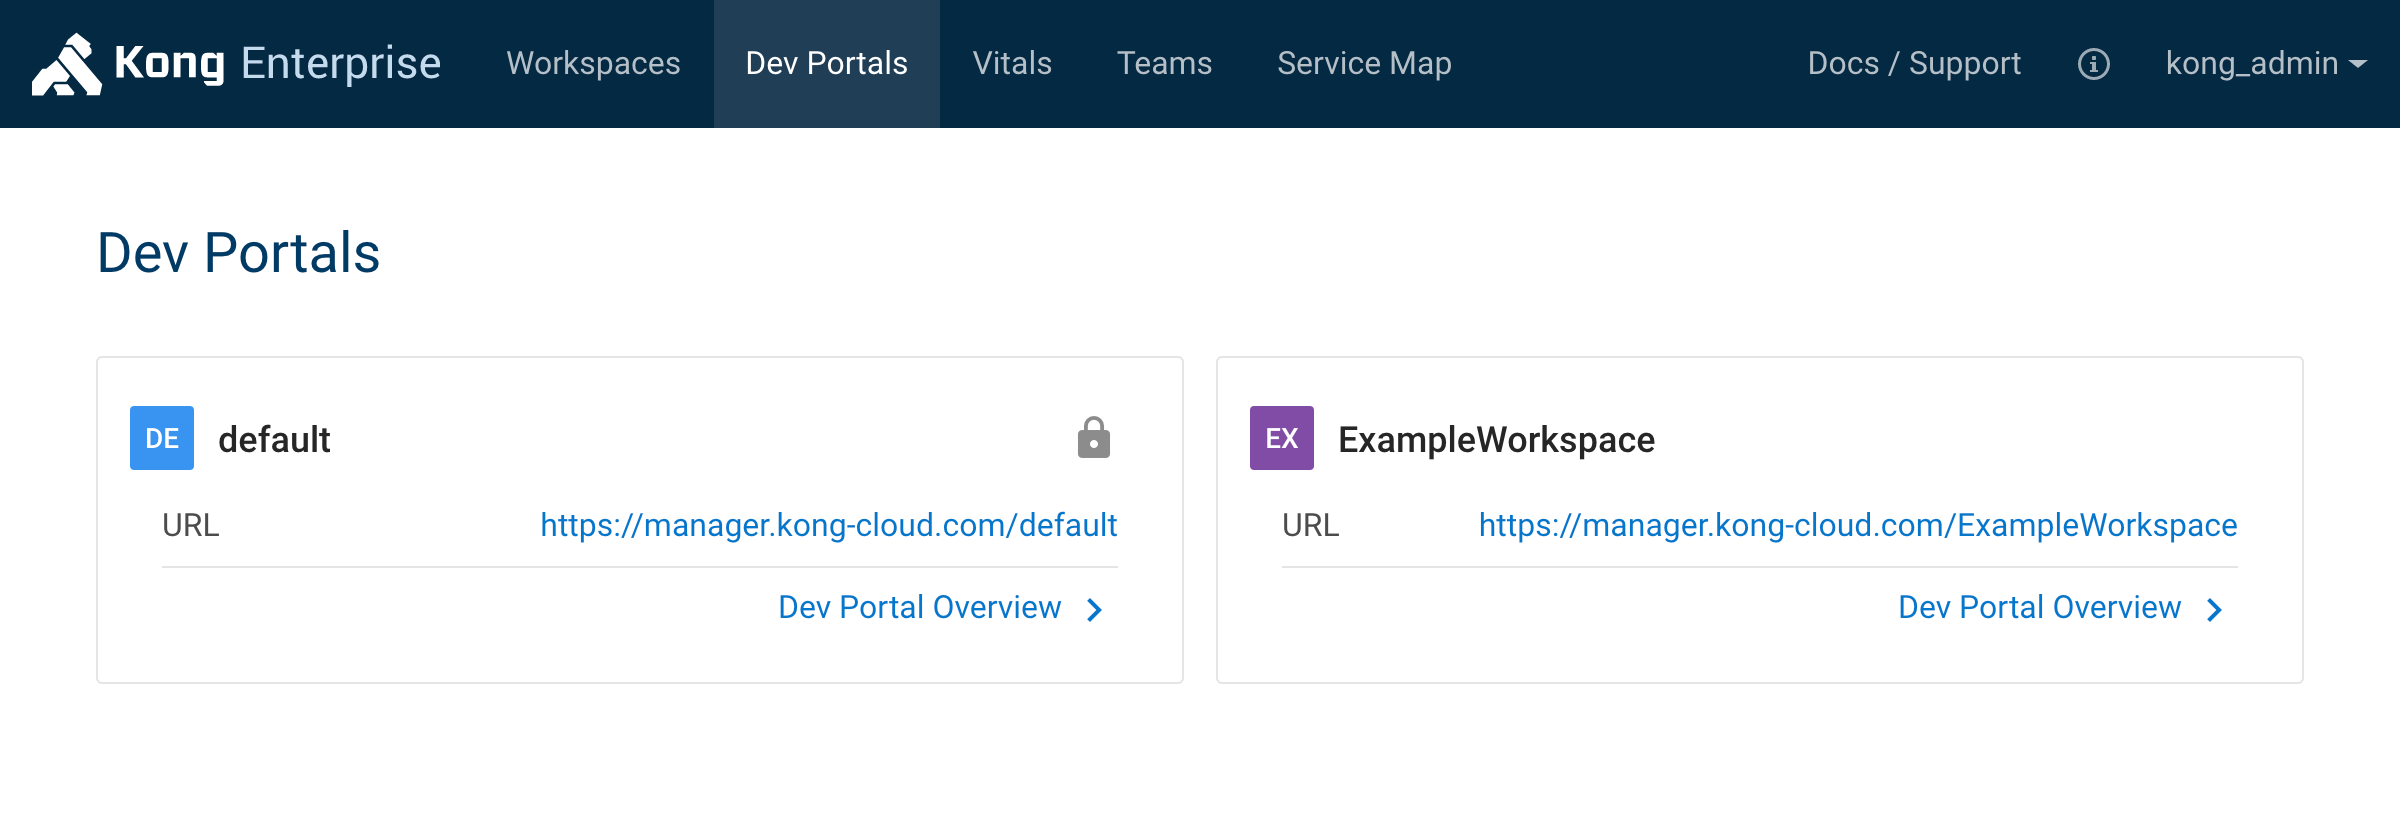 Kong Enterprise Workspaces Dev Portals Vitals Teams Service Map Docs / Support kong_admin
Dev Portals
DE default
URL https://manager.kong-cloud.com/default
Dev Portal Overview
EX ExampleWorkspace
URL https://manager.kong-cloud.com/ExampleWorkspace
Dev Portal Overview